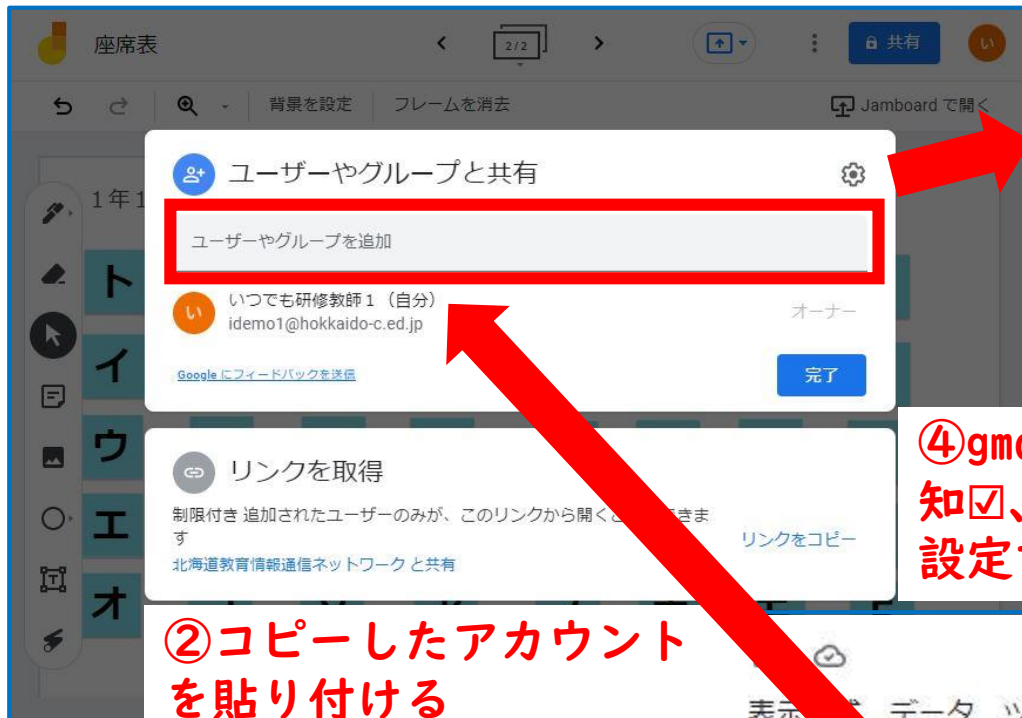 座席表
2/2
共有
い
背景を設定
フレームを消去
Jamboard で開く
1年1
ユーザーやグループと共有
ユーザーやグループを追加
ト
い
いつでも研修教師1（自分）
idemo1@hokkaido-c.ed.jp
オーナー
イ
Google にフィードバックを送信
完了
ウ
リンクを取得
制限付き 追加されたユーザーのみが、このリンクから開く
きま
す
リンクをコピー
北海道教育情報通信ネットワーク と共有
エ
オ
④gma
知☑、
設定
②コピーしたアカウント
を貼り付ける
表示
データ